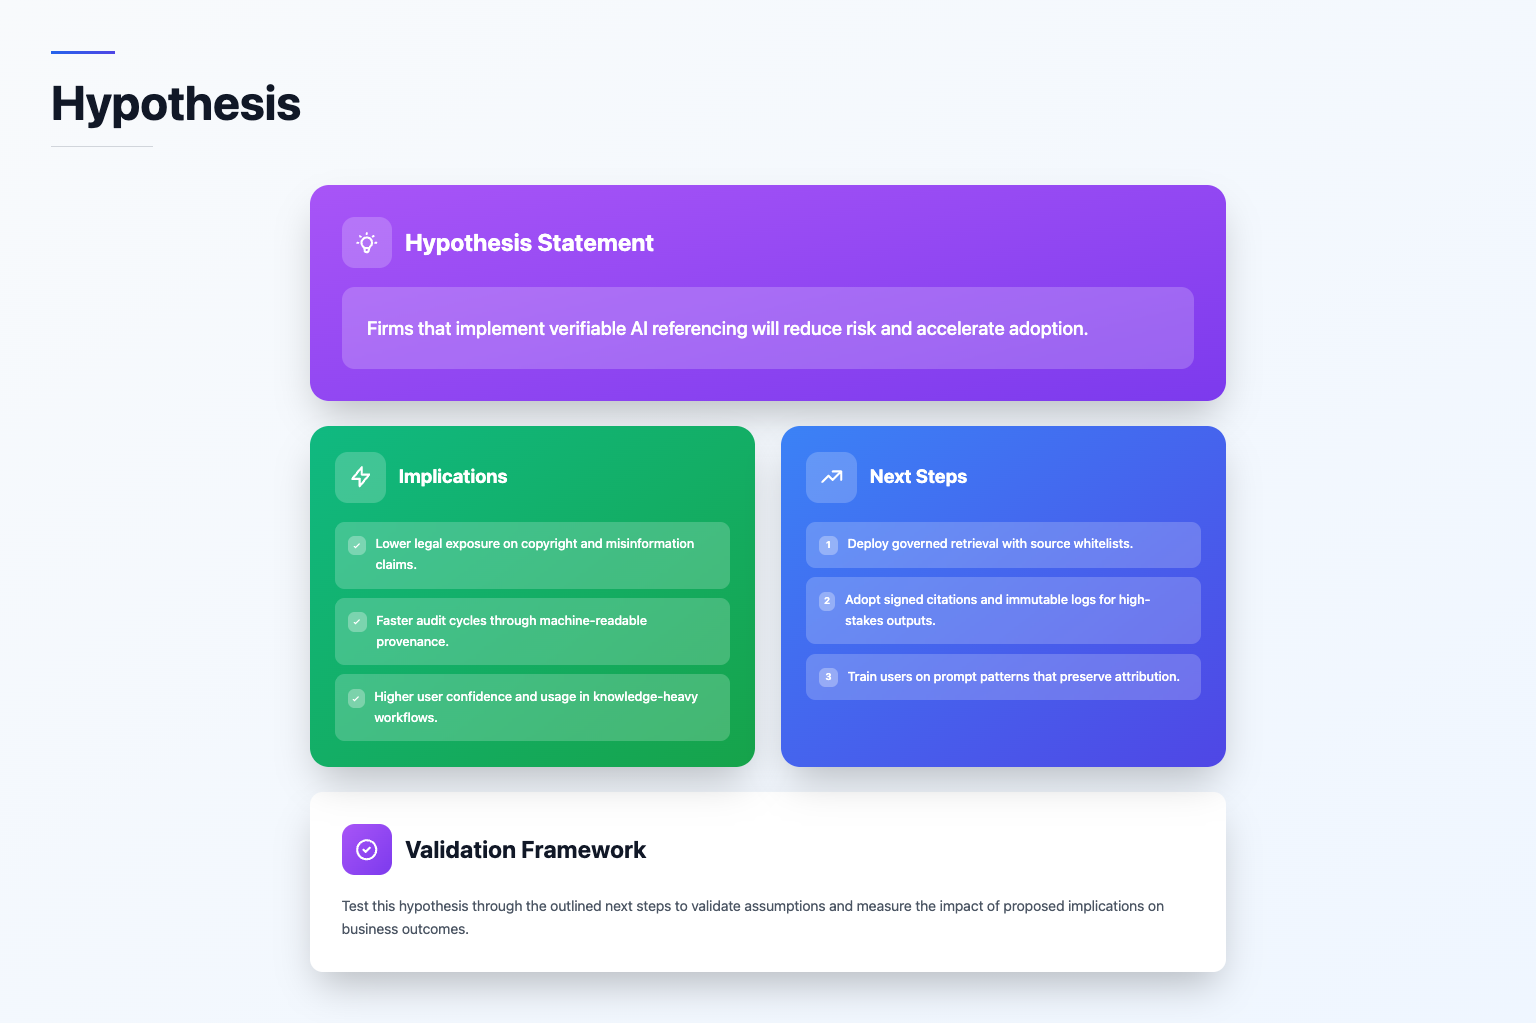 Hypothesis
Hypothesis Statement
Firms that implement verifiable AI referencing will reduce risk and accelerate adoption.
Implications
Lower legal exposure on copyright and misinformation
claims.
Faster audit cycles through machine-readable
provenance.
Higher user confidence and usage in knowledge-heavy
workflows.
Next Steps
1 Deploy governed retrieval with source whitelists.
2 Adopt signed citations and immutable logs for high-
stakes outputs.
3 Train users on prompt patterns that preserve attribution.
Validation Framework
Test this hypothesis through the outlined next steps to validate assumptions and measure the impact of proposed implications on
business outcomes.